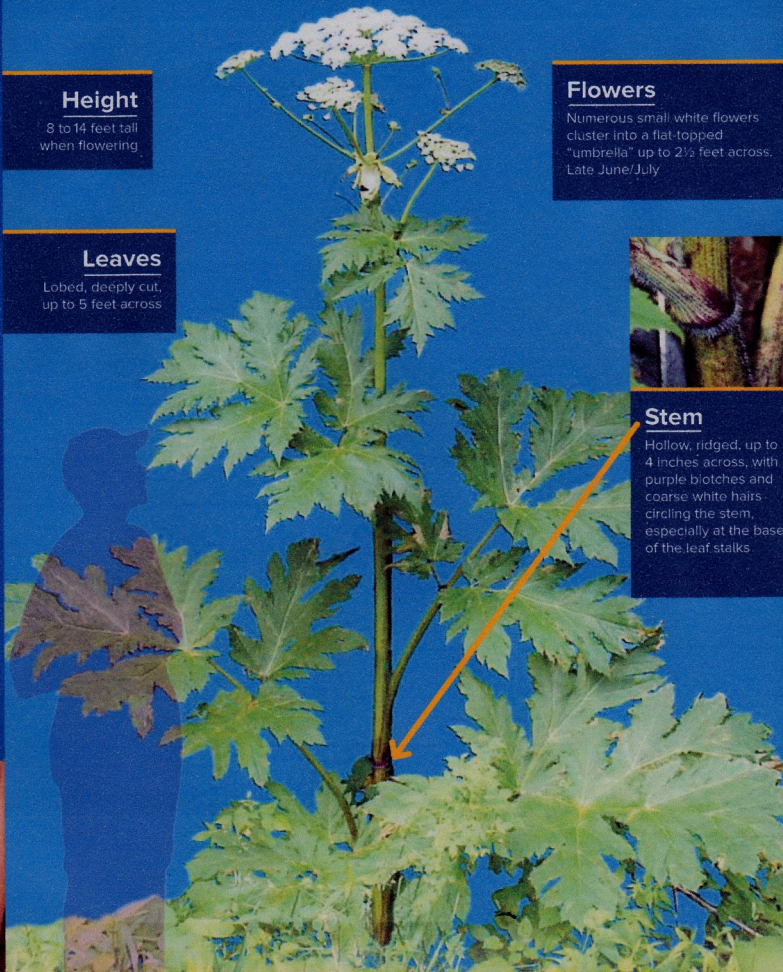 Height
8 to 14 feet tall
when flowering
Flowers
Numerous small white flowers
cluster into a flat-topped
"umbrella" up to 2½ feet across.
Late June/July
Leaves
Lobed, deeply cut,
up to 5 feet across
Stem
Hollow, ridged, up to
4 inches across, with
purple blotches and
coarse white hairs
circling the stem,
especially at the base
of the leaf stalks